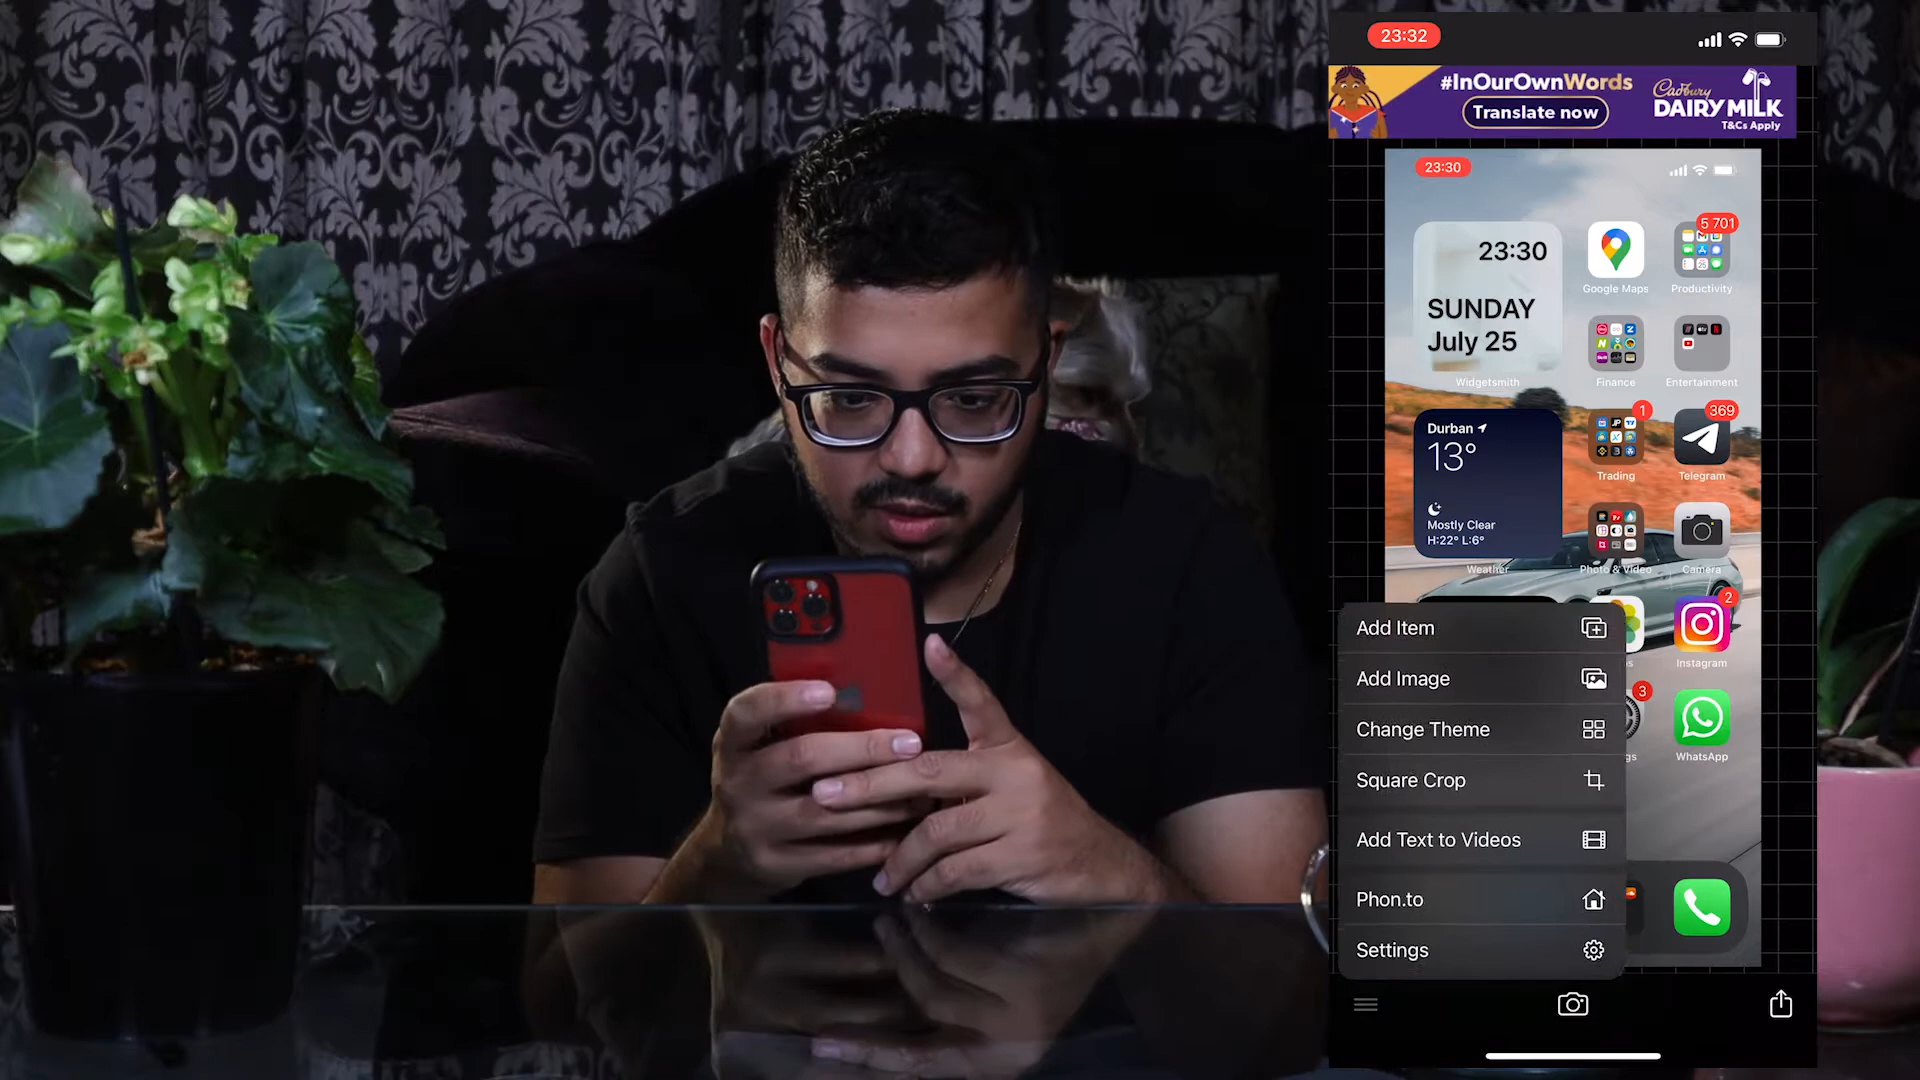 23:32
#InOurOwnWords
Translate now
Cadbury
DAIRY MILK
T&Cs Apply
23:30
23:30
SUNDAY
July 25
Widgetsmith
Google Maps
5 701
Productivity
Finance
Entertainment
Durban
13°
Mostly Clear
H:22° L:6°
Weather
1
Trading
369
Telegram
Photo & Video
Camera
2
Instagram
3
WhatsApp
Add Item
Add Image
Change Theme
Square Crop
Add Text to Videos
Phon.to
Settings